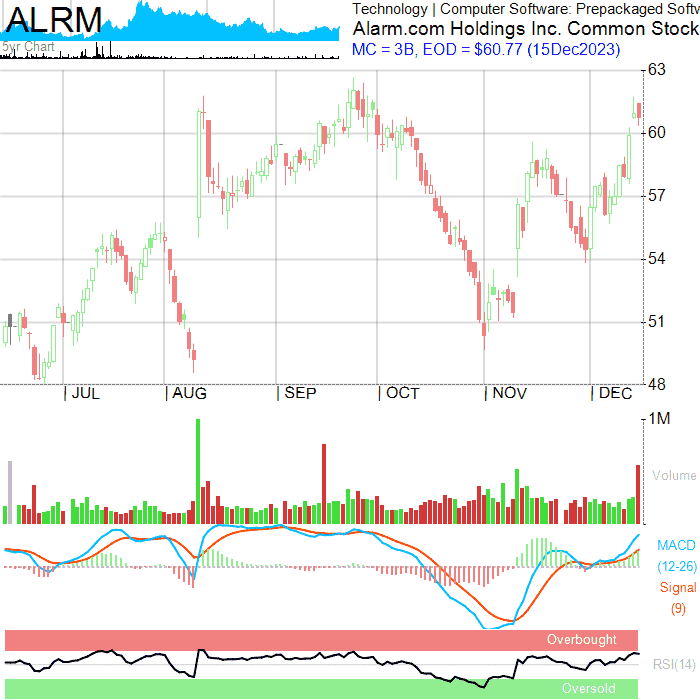 ALRM
5yr Chart
Technology | Computer Software: Prepackaged Softw
Alarm.com Holdings Inc. Common Stock
MC = 3B, EOD = $60.77 (15Dec2023)
63
60
57
54
51
48
| JUL | AUG | SEP | OCT | NOV | DEC
1M
Volume
MACD
(12-26)
Signal
(9)
Overbought
RSI(14)
Oversold